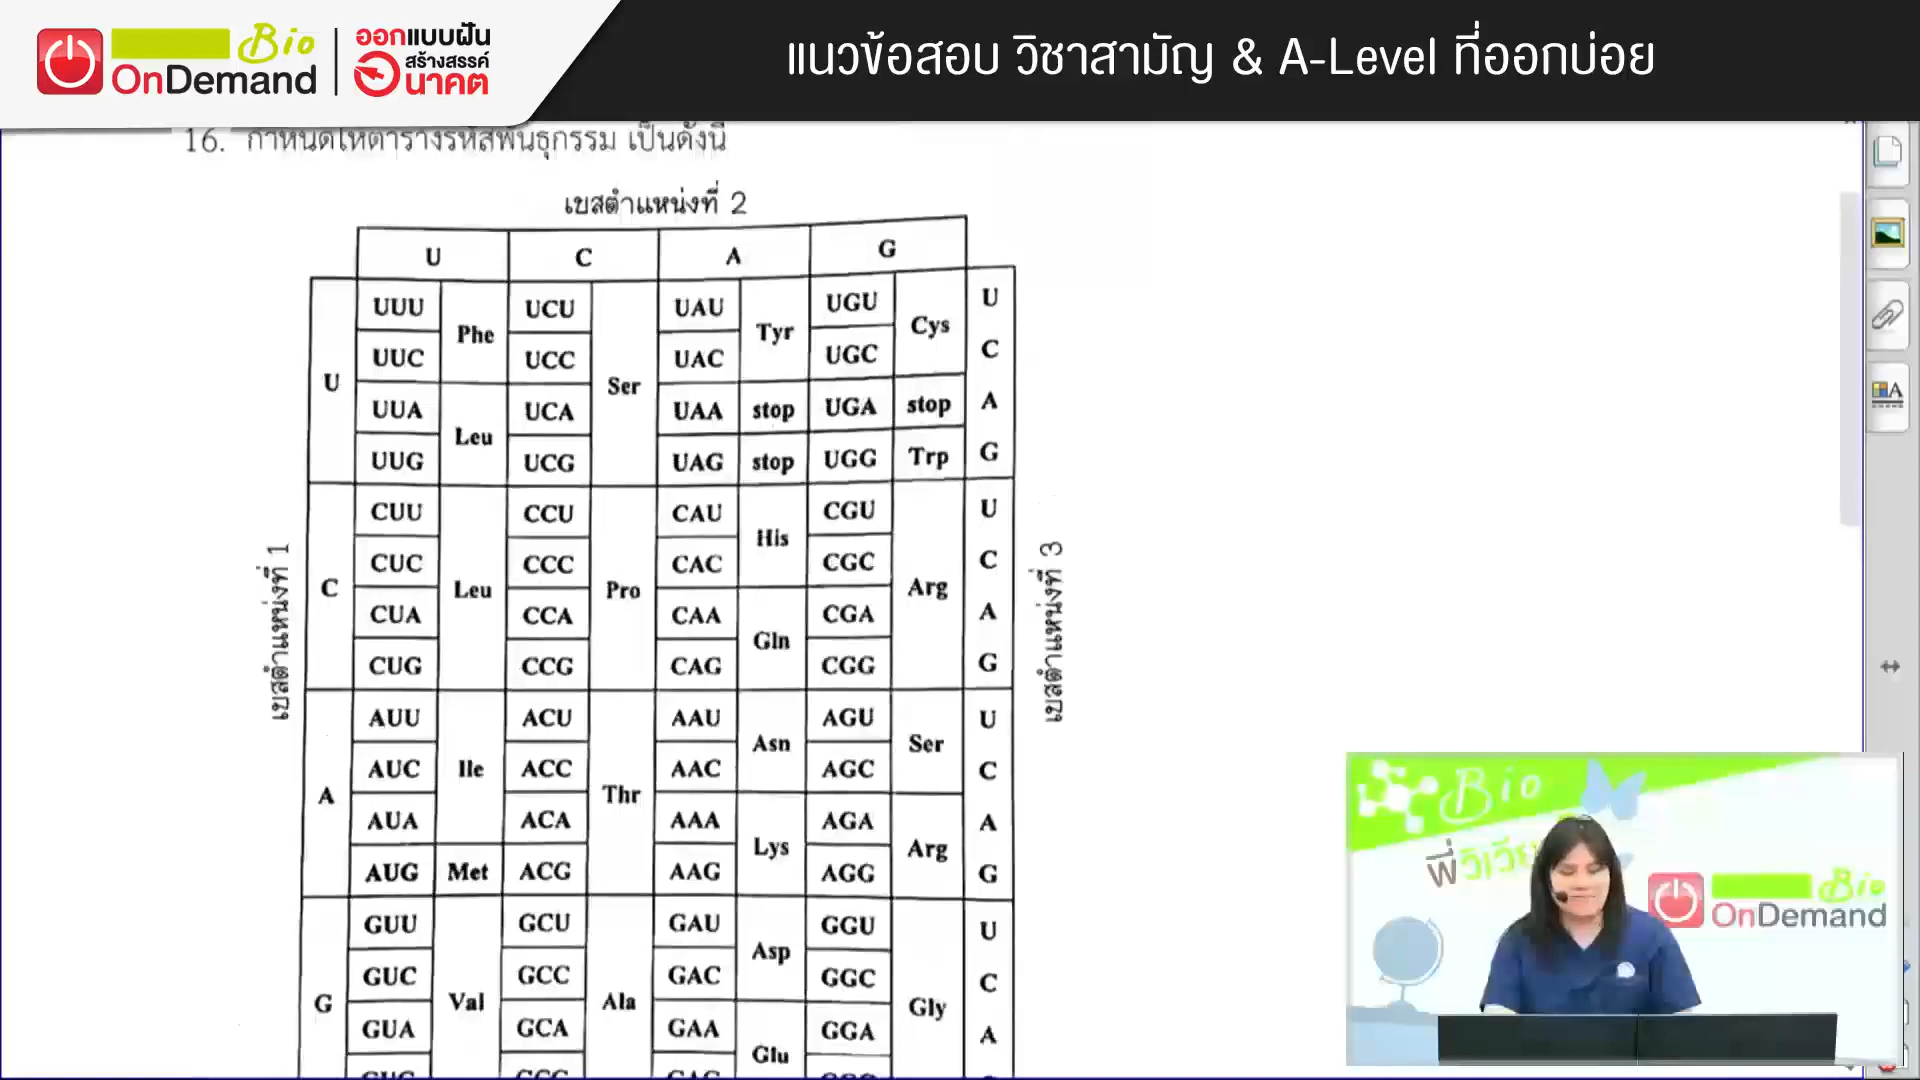 Bio
OnDemand
ออกแบบฝัน
สร้างสรรค์
อนาคต
แนวข้อสอบ วิชาสามัญ & A-Level ที่ออกบ่อย
16. กำหนดให้ตารางรหัสพันธุกรรม เป็นดังนี้
เบสตำแหน่งที่ 2
U C A G
เบสตำแหน่งที่ 1
เบสตำแหน่งที่ 3
U
UUU Phe UCU Ser UAU Tyr UGU Cys U
UUC UCC UAC UGC C
UUA Leu UCA UAA stop UGA stop A
UUG UCG UAG stop UGG Trp G
C
CUU Leu CCU Pro CAU His CGU Arg U
CUC CCC CAC CGC C
CUA CCA CAA Gln CGA A
CUG CCG CAG CGG G
A
AUU Ile ACU Thr AAU Asn AGU Ser U
AUC ACC AAC AGC C
AUA ACA AAA Lys AGA Arg A
AUG Met ACG AAG AGG G
G
GUU Val GCU Ala GAU Asp GGU Gly U
GUC GCC GAC GGC C
GUA GCA GAA Glu GGA A
Bio
พี่วิเวีย
Bio
OnDemand